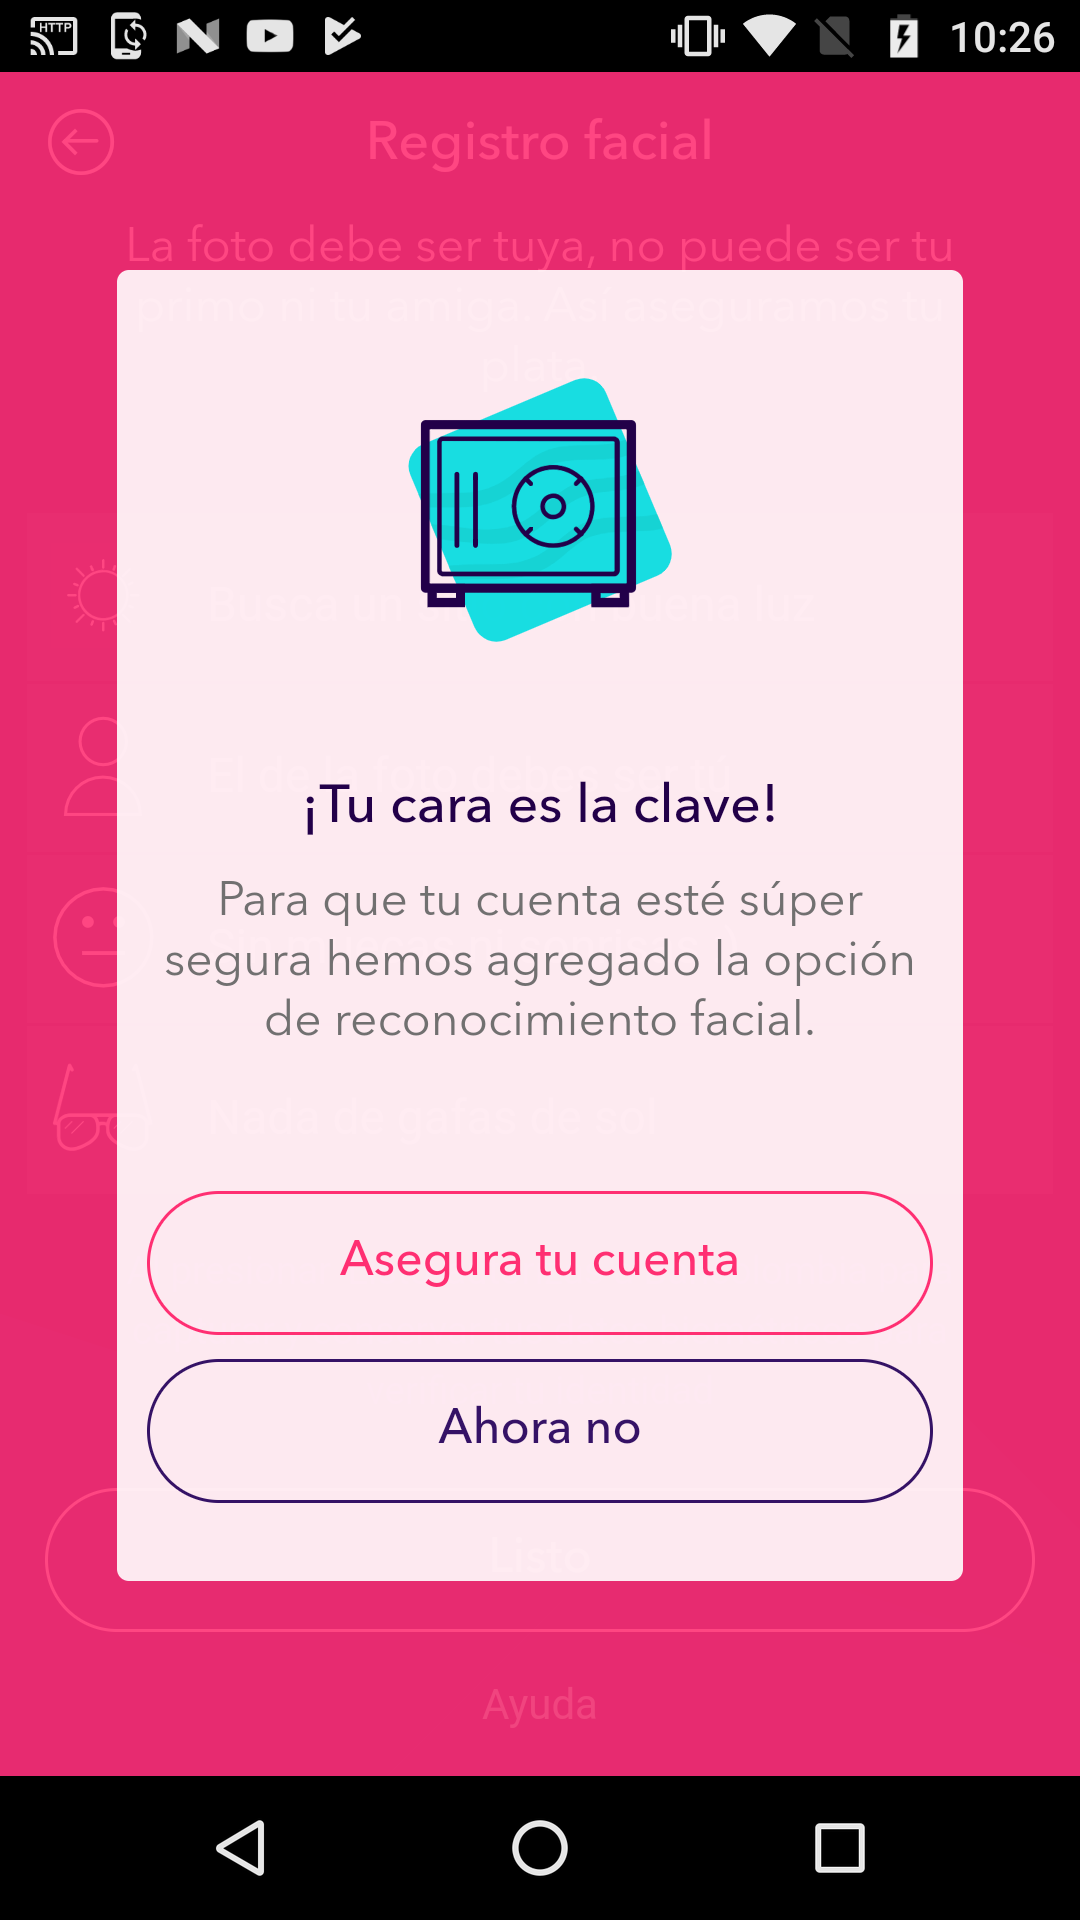 HTTP
10:26
Registro facial
La foto debe ser tuya, no puede ser tu
primo ni tu amiga. Así aseguramos tu
plata.
Busca un buena luz
El de la foto debes ser tú
¡Tu cara es la clave!
Para que tu cuenta esté súper
segura hemos agregado la opción
de reconocimiento facial.
Nada de gafas de sol
Asegura tu cuenta
Ahora no
Listo
Ayuda